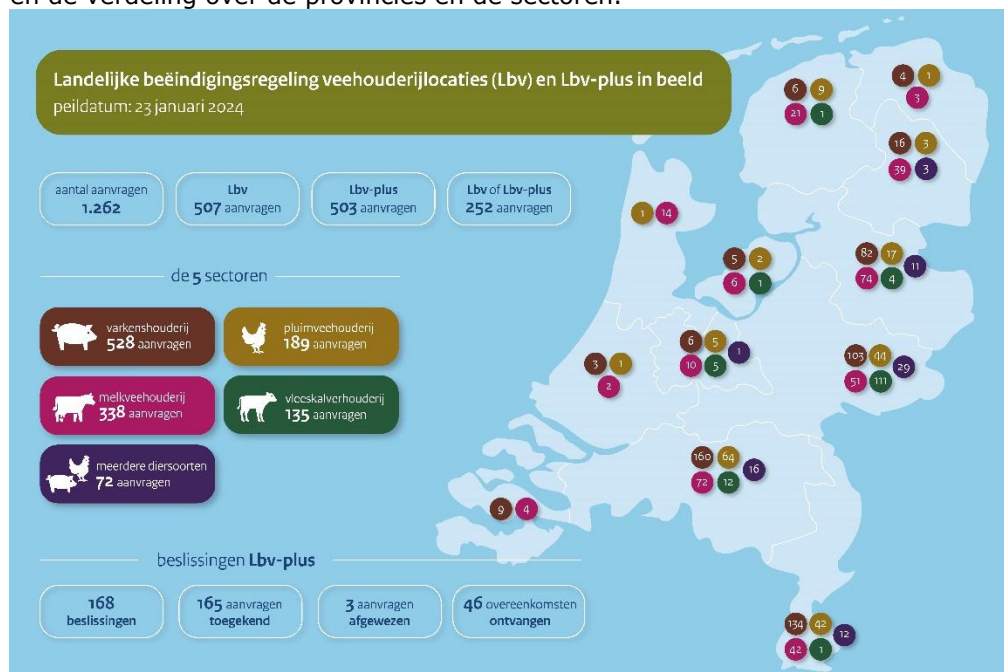 en de verdeling over de provincies en de sectoren.
Landelijke beëindigingsregeling veehouderijlocaties (Lbv) en Lbv-plus in beeld
peildatum: 23 januari 2024
aantal aanvragen
1.262
Lbv
507 aanvragen
Lbv-plus
503 aanvragen
Lbv of Lbv-plus
252 aanvragen
de 5 sectoren
varkenshouderij
528 aanvragen
pluimveehouderij
189 aanvragen
melkveehouderij
338 aanvragen
vleeskalverhouderij
135 aanvragen
meerdere diersoorten
72 aanvragen
beslissingen Lbv-plus
168
beslissingen
165 aanvragen
toegekend
3 aanvragen
afgewezen
46 overeenkomsten
ontvangen
6 9
21 1
4 1
3
16 3
39 3
1 14
5 2
6 1
82 17
11
74 4
6 5
1
10 5
3 1
2
103 44
29
51 111
160 64
16
72 12
9 4
134 42
12
42 1